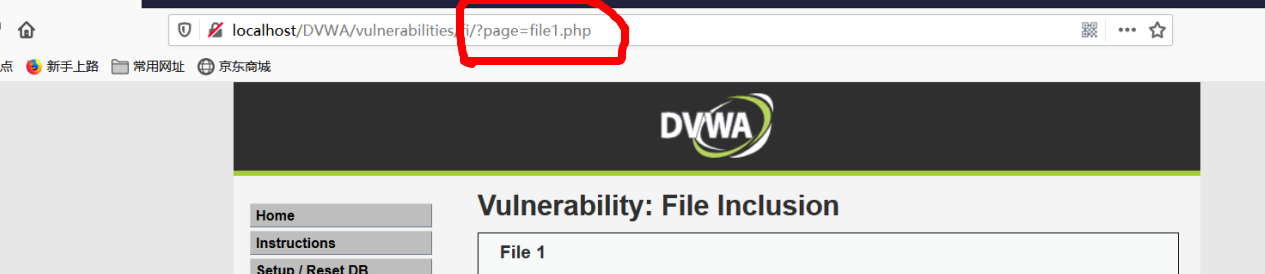 localhost/DVWA/vulnerabilities/fi/?page=file1.php
点 新手上路 常用网址 京东商城
DVWA
Vulnerability: File Inclusion
Home
Instructions
Setup / Reset DB
File 1